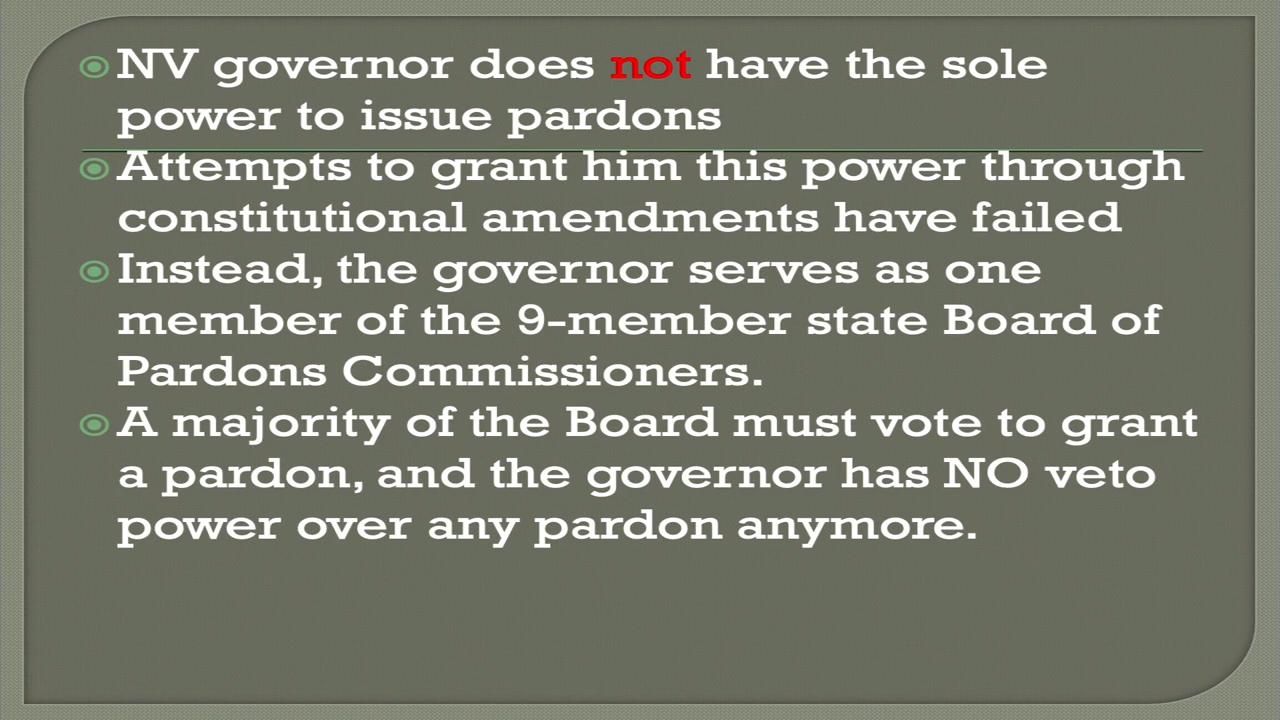 NV governor does not have the sole
power to issue pardons
Attempts to grant him this power through
constitutional amendments have failed
Instead, the governor serves as one
member of the 9-member state Board of
Pardons Commissioners.
A majority of the Board must vote to grant
a pardon, and the governor has NO veto
power over any pardon anymore.